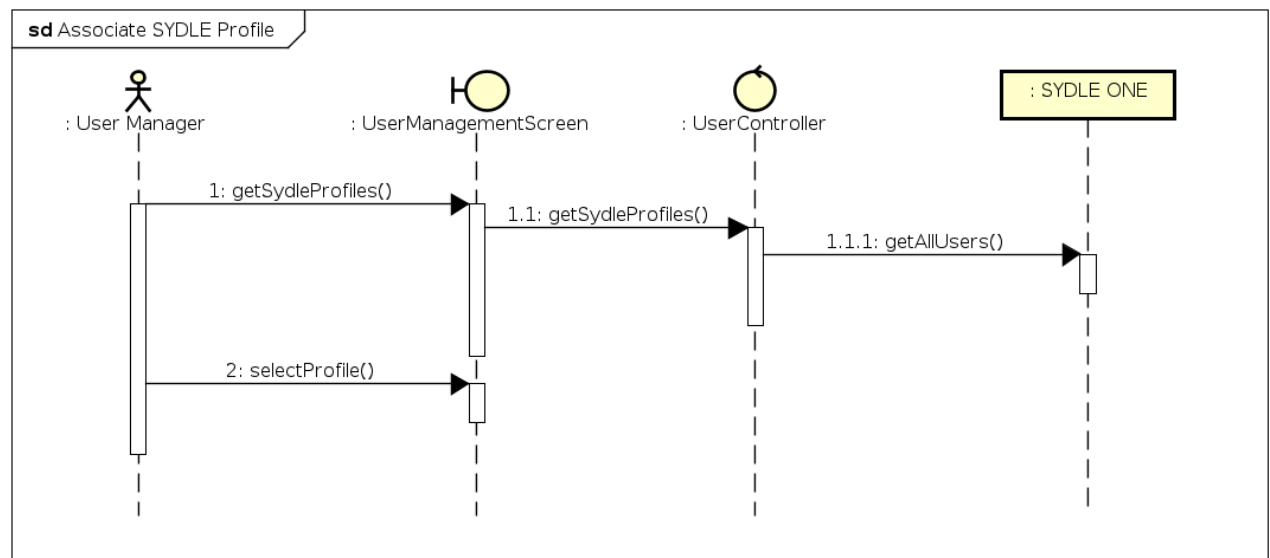 sd Associate SYDLE Profile
: User Manager
: UserManagementScreen
: UserController
: SYDLE ONE
1: getSydleProfiles()
1.1: getSydleProfiles()
1.1.1: getAllUsers()
2: selectProfile()